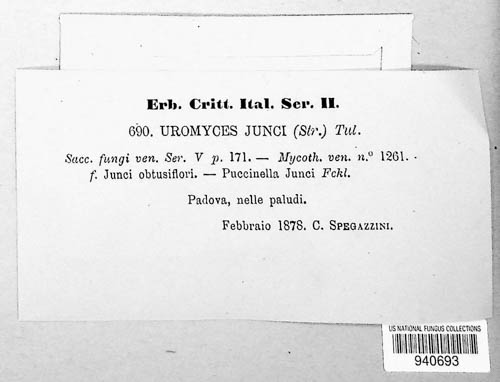 Erb. Critt. Ital. Ser. II.
690. UROMYCES JUNCI (Str.) Tul.
Sacc. fungi ven. Ser. V p. 171. — Mycoth. ven. n.º 1261.
f. Junci obtusiflori. — Puccinella Junci Fckl.
Padova, nelle paludi.
Febbraio 1878. C. SPEGAZZINI.
US NATIONAL FUNGUS COLLECTIONS
940693